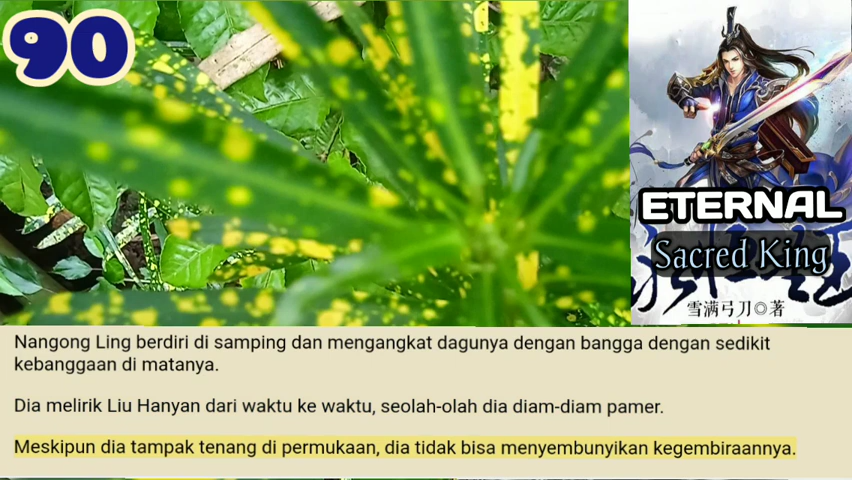 90
ETERNAL
Sacred King
雪满弓刀◎著
Nangong Ling berdiri di samping dan mengangkat dagunya dengan bangga dengan sedikit
kebanggaan di matanya.
Dia melirik Liu Hanyan dari waktu ke waktu, seolah-olah dia diam-diam pamer.
Meskipun dia tampak tenang di permukaan, dia tidak bisa menyembunyikan kegembiraannya.